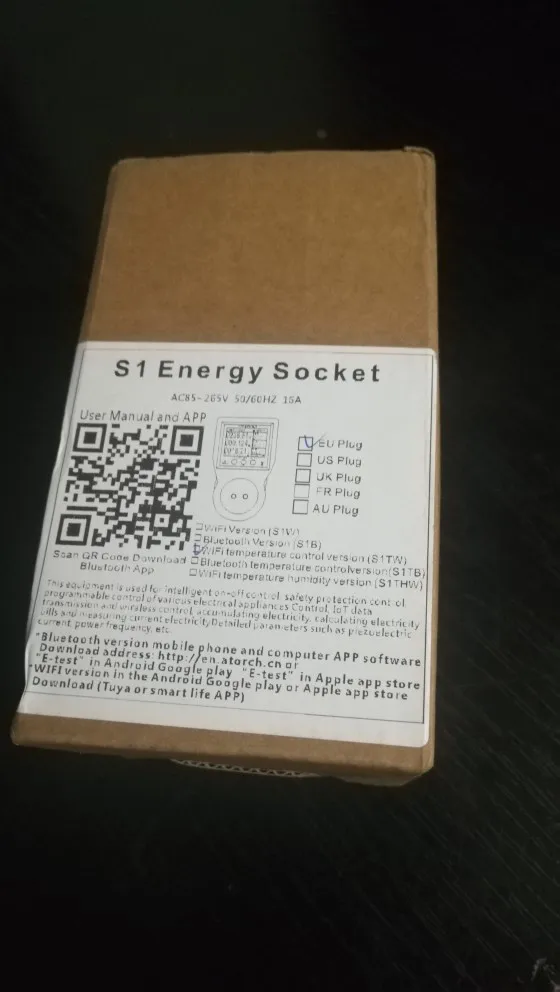 S1 Energy Socket
AC85-265V 50/60HZ 16A
User Manual and APP
EU Plug
US Plug
UK Plug
FR Plug
AU Plug
WiFi Version (S1W)
Bluetooth Version (S1B)
WiFi temperature control version (S1TW)
Bluetooth temperature controlversion(S1TB)
WiFi temperature humidity version (S1THW)
Scan QR Code Download
Bluetooth App
This equipment is used for intelligent on-off control, safety protection control,
programmable control of various electrical appliances Control, IoT data
transmission and wireless control, accumulating electricity, calculating electricity
bills and measuring current electricityDetailed parameters such as piezoelectric
current, power frequency, etc.
*Bluetooth version mobile phone and computer APP software
Download address: http://en.atorch.cn or
"E-test" in Android Google play "E-test" in Apple app store
*WIFI version in the Android Google play or Apple app store
Download (Tuya or smart life APP)